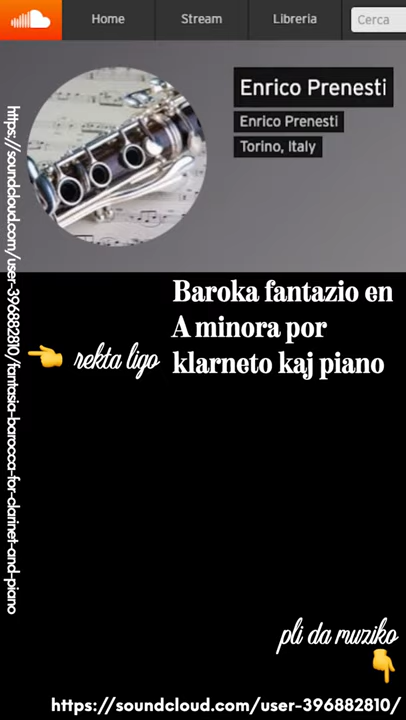 Home
Stream
Libreria
Cerca
Enrico Prenesti
Enrico Prenesti
Torino, Italy
https://soundcloud.com/user-396882810/fantasia-barocca-for-clarinet-and-piano
Baroka fantazio en
A minora por
klarneto kaj piano
👈 rekta ligo
pli da muziko
👇
https://soundcloud.com/user-396882810/